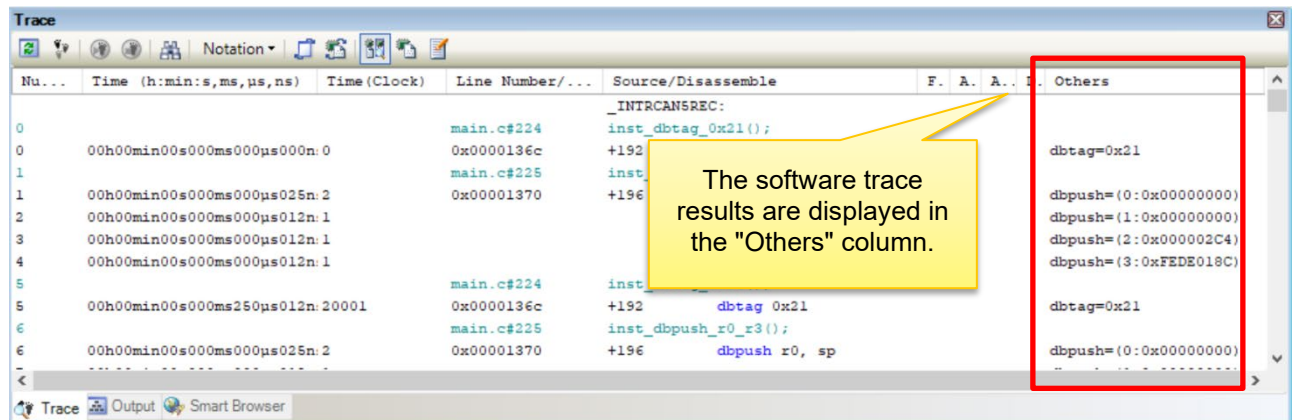 Trace
Notation
Nu... Time (h:min:s,ms,µs,ns) Time(Clock) Line Number/... Source/Disassemble F. A. A.. Others
_INTRCAN5REC:
0 main.c#224 inst_dbtag_0x21();
0 00h00min00s000ms000µs000n: 0 0x0000136c +192 dbtag=0x21
1 main.c#225 inst_
1 00h00min00s000ms000µs025n: 2 0x00001370 +196 dbpush=(0:0x00000000)
2 00h00min00s000ms000µs012n: 1 dbpush=(1:0x00000000)
3 00h00min00s000ms000µs012n: 1 dbpush=(2:0x000002C4)
4 00h00min00s000ms000µs012n: 1 dbpush=(3:0xFEDE018C)
The software trace
results are displayed in
the "Others" column.
5 main.c#224
5 00h00min00s000ms250µs012n: 20001 0x0000136c +192 dbtag 0x21 dbtag=0x21
6 main.c#225 inst_dbpush_r0_r3();
6 00h00min00s000ms000µs025n: 2 0x00001370 +196 dbpush r0, sp dbpush=(0:0x00000000)
Trace Output Smart Browser